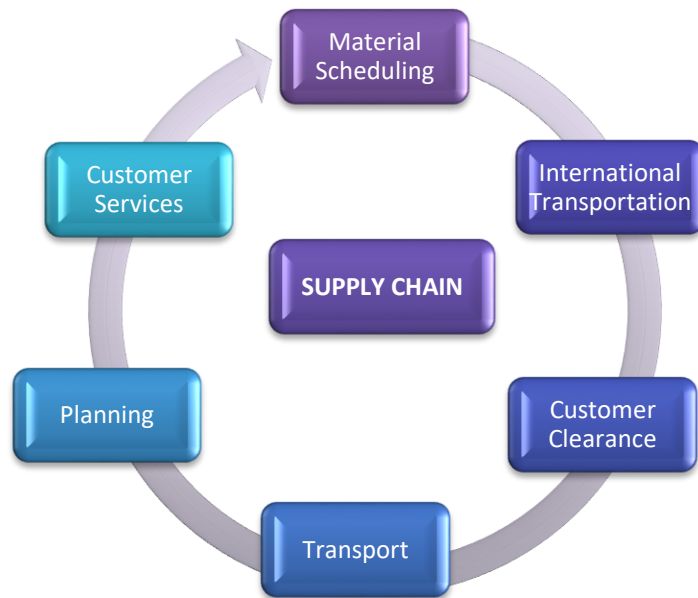 Material
Scheduling
International
Transportation
Customer
Clearance
Transport
Planning
Customer
Services
SUPPLY CHAIN